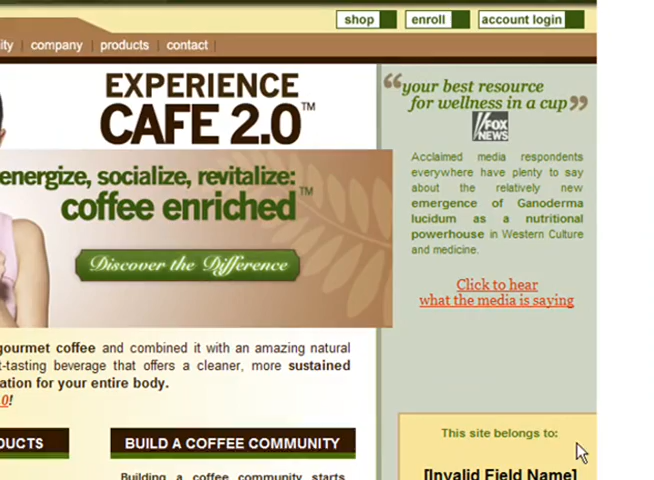 shop enroll account login
ity company products contact
EXPERIENCE
CAFE 2.0™
energize, socialize, revitalize:
coffee enriched™
Discover the Difference
“your best resource
for wellness in a cup”
FOX
NEWS
Acclaimed media respondents
everywhere have plenty to say
about the relatively new
emergence of Ganoderma
lucidum as a nutritional
powerhouse in Western Culture
and medicine.
Click to hear
what the media is saying
gourmet coffee and combined it with an amazing natural
t-tasting beverage that offers a cleaner, more sustained
ation for your entire body.
0!
DUCTS
BUILD A COFFEE COMMUNITY
Building a coffee community starts
This site belongs to:
[Invalid Field Name]